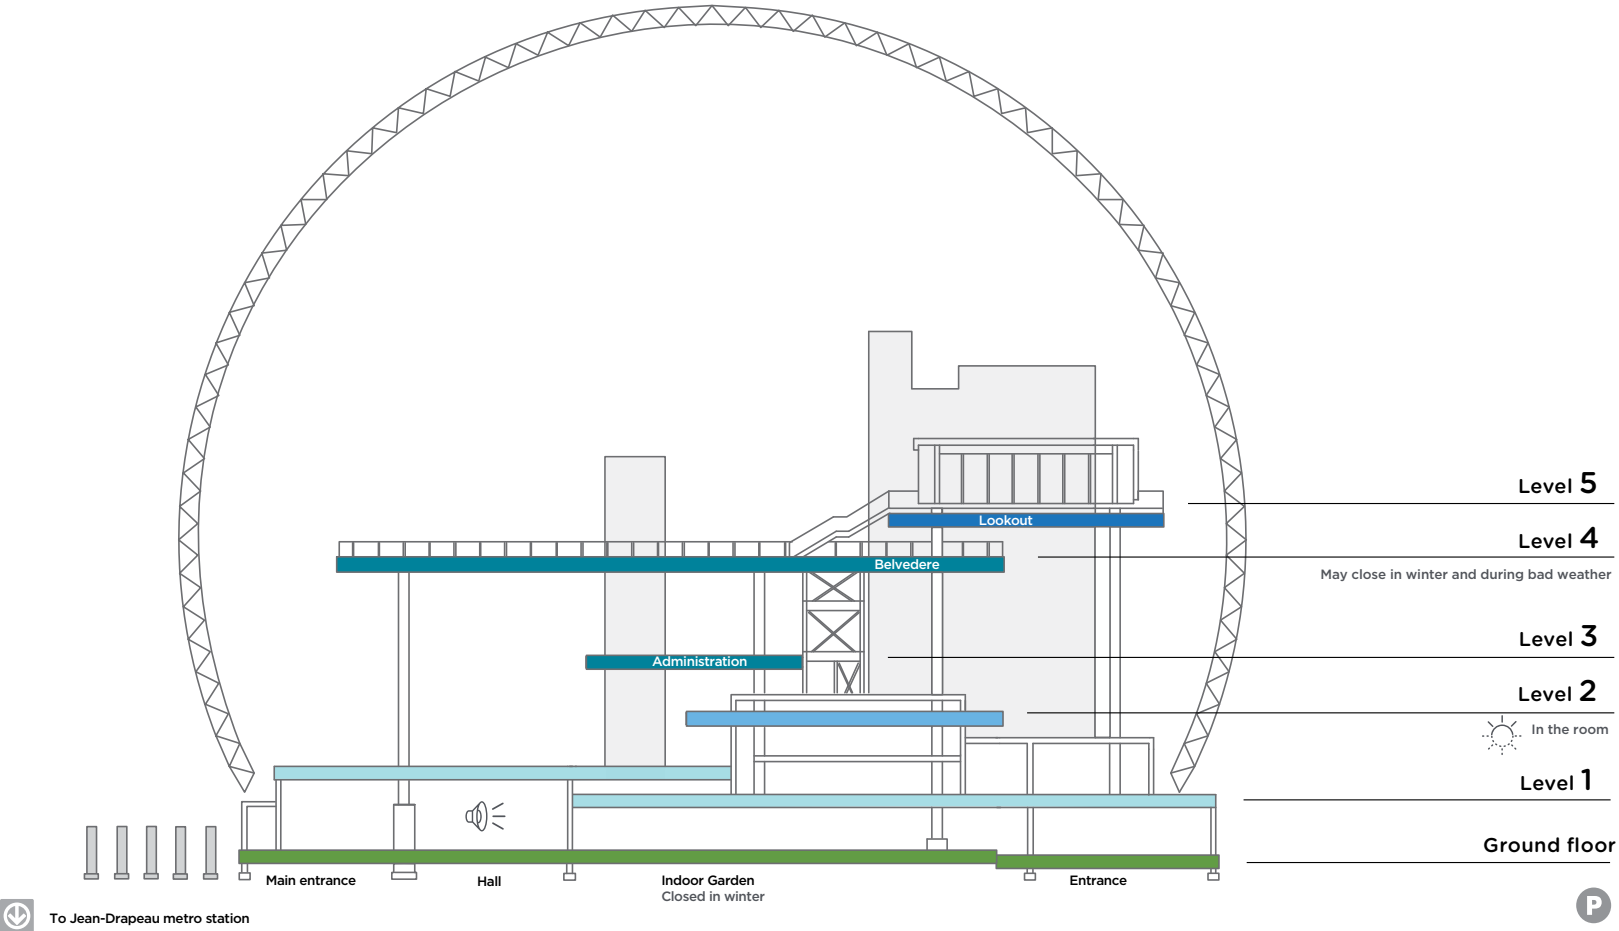 Level 5
Lookout
Level 4
Belvedere
May close in winter and during bad weather
Level 3
Administration
Level 2
In the room
Level 1
Ground floor
Main entrance
Hall
Indoor Garden
Closed in winter
Entrance
To Jean-Drapeau metro station
P